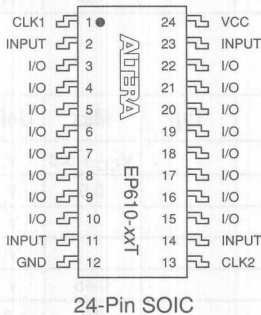 CLK1 1 24 VCC
INPUT 2 23 INPUT
I/O 3 22 I/O
I/O 4 21 I/O
I/O 5 20 I/O
I/O 6 19 I/O
I/O 7 18 I/O
I/O 8 17 I/O
I/O 9 16 I/O
I/O 10 15 I/O
INPUT 11 14 INPUT
GND 12 13 CLK2
ALTERA
EP610-xxT
24-Pin SOIC